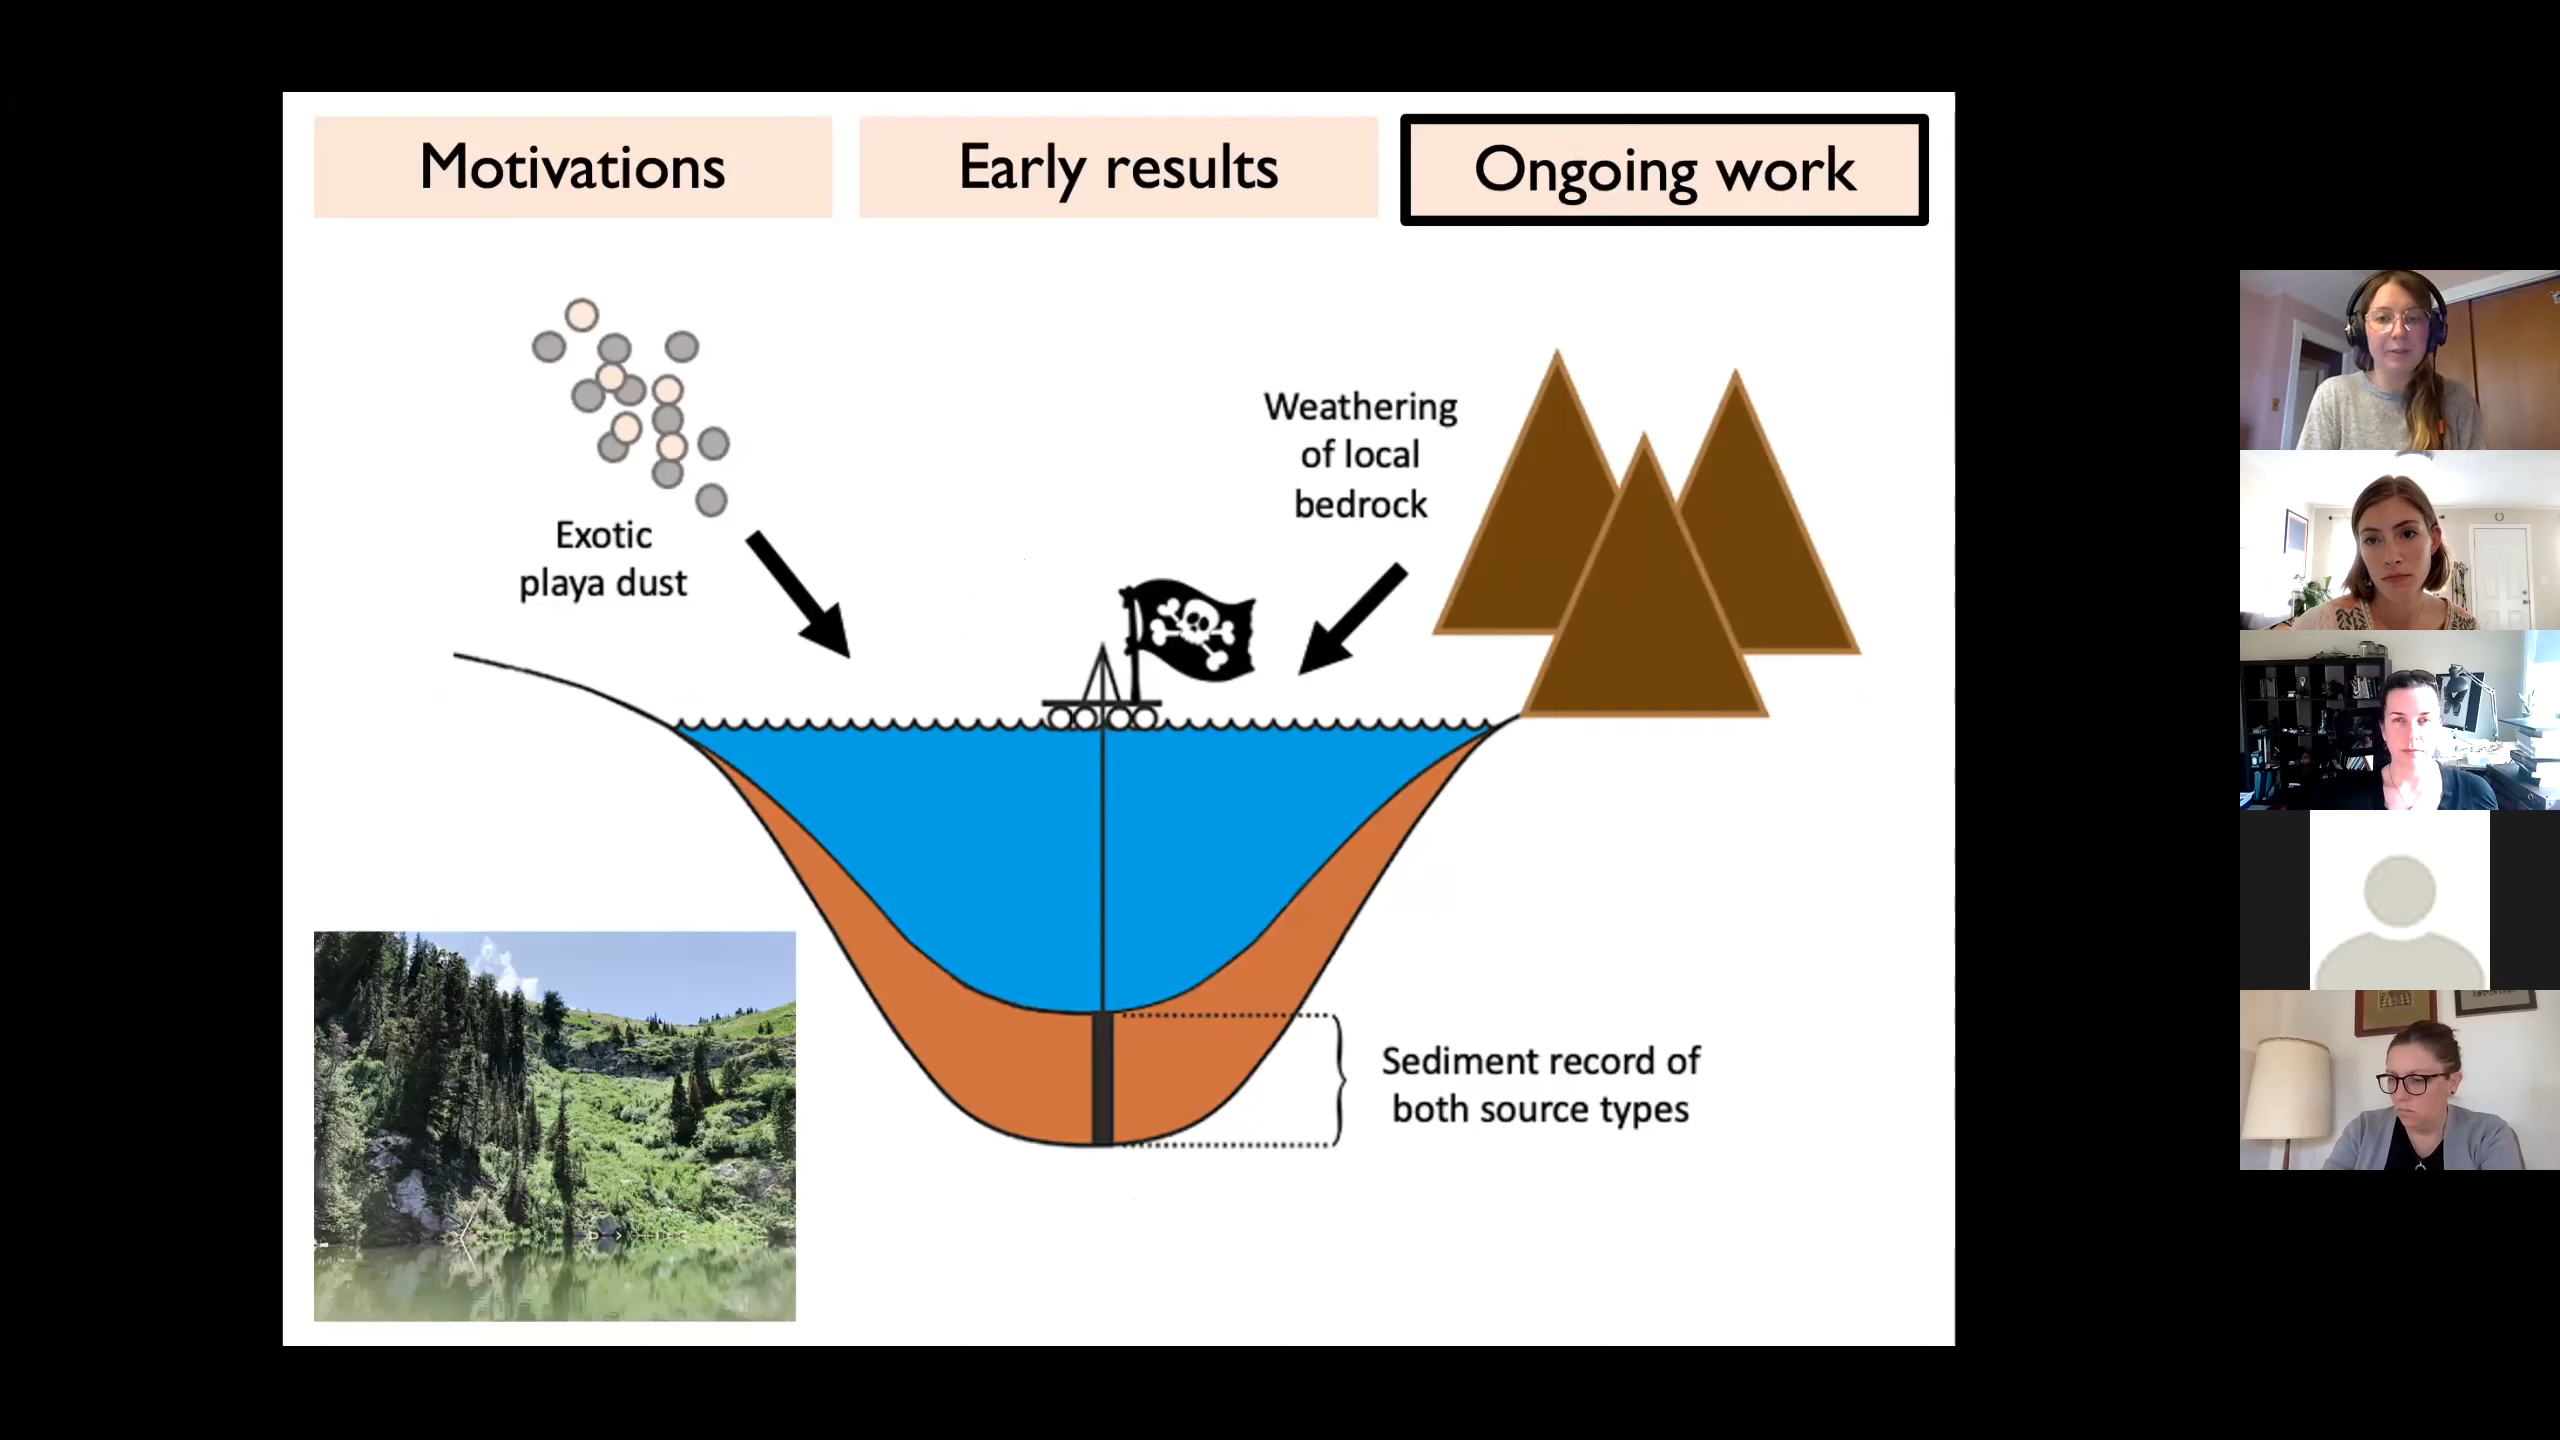 Motivations
Early results
Ongoing work
Exotic
playa dust
Weathering
of local
bedrock
Sediment record of
both source types